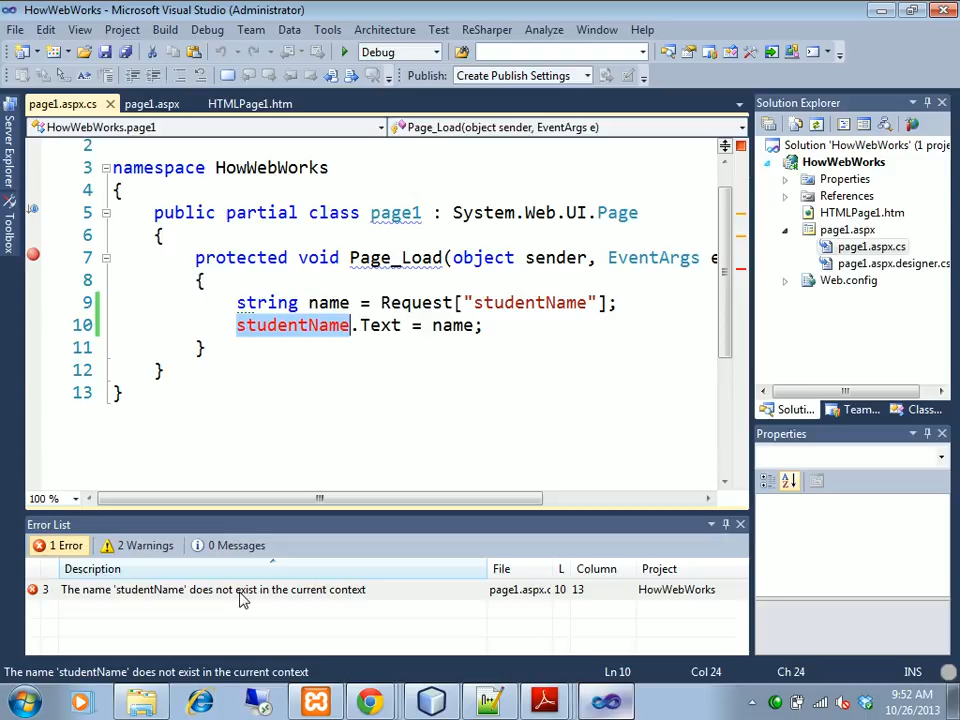 HowWebWorks - Microsoft Visual Studio (Administrator)
File Edit View Project Build Debug Team Data Tools Architecture Test ReSharper Analyze Window Help
Debug
Publish: Create Publish Settings
page1.aspx.cs page1.aspx HTMLPage1.htm
HowWebWorks.page1 Page_Load(object sender, EventArgs e)
Server Explorer
Toolbox
2
3 namespace HowWebWorks
4 {
5 public partial class page1 : System.Web.UI.Page
6 {
7 protected void Page_Load(object sender, EventArgs e
8 {
9 string name = Request["studentName"];
10 studentName.Text = name;
11 }
12 }
13 }
100 %
Solution Explorer
Solution 'HowWebWorks' (1 proje
HowWebWorks
Properties
References
HTMLPage1.htm
page1.aspx
page1.aspx.cs
page1.aspx.designer.cs
Web.config
Soluti... Team... Class...
Properties
Error List
1 Error 2 Warnings 0 Messages
Description File L Column Project
3 The name 'studentName' does not exist in the current context page1.aspx.c 10 13 HowWebWorks
The name 'studentName' does not exist in the current context Ln 10 Col 24 Ch 24 INS
9:52 AM
10/26/2013